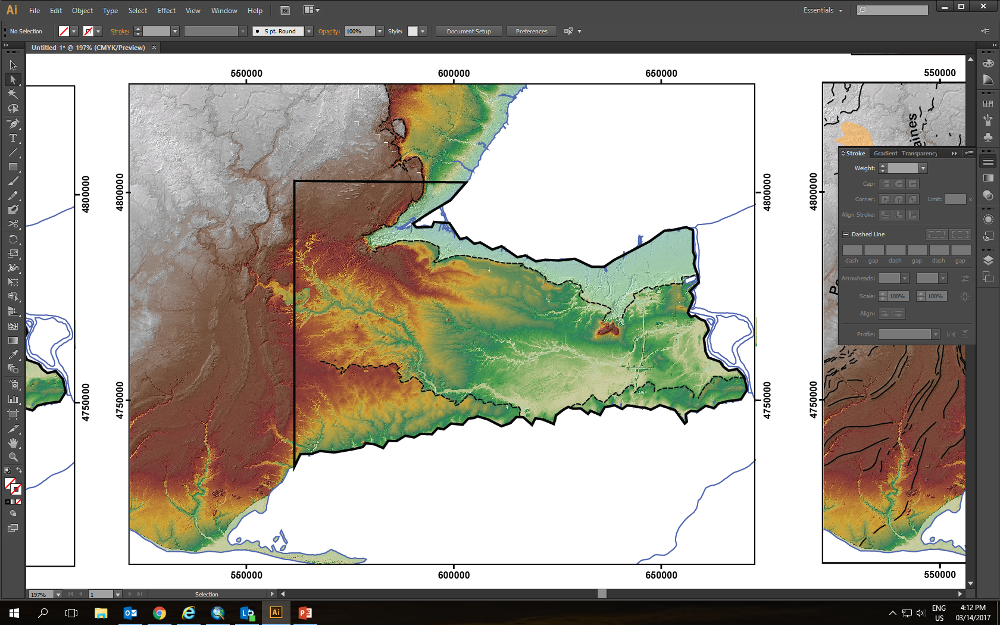 Ai File Edit Object Type Select Effect View Window Help Br Essentials
No Selection Stroke: 5 pt. Round Opacity: 100% Style: Document Setup Preferences
Untitled-1* @ 197% (CMYK/Preview) ×
550000 600000 650000 550000
4800000 4800000 4800000 4800000
4750000 4750000 4750000 4750000
aines
Stroke Gradient Transparency
Weight:
Cap:
Corner: Limit: x
Align Stroke:
Dashed Line
dash gap dash gap dash gap
Arrowheads:
Scale: 100% 100%
Align:
Profile:
550000 600000 650000 550000
197% 1 Selection
Ai
ENG 4:12 PM
US 03/14/2017